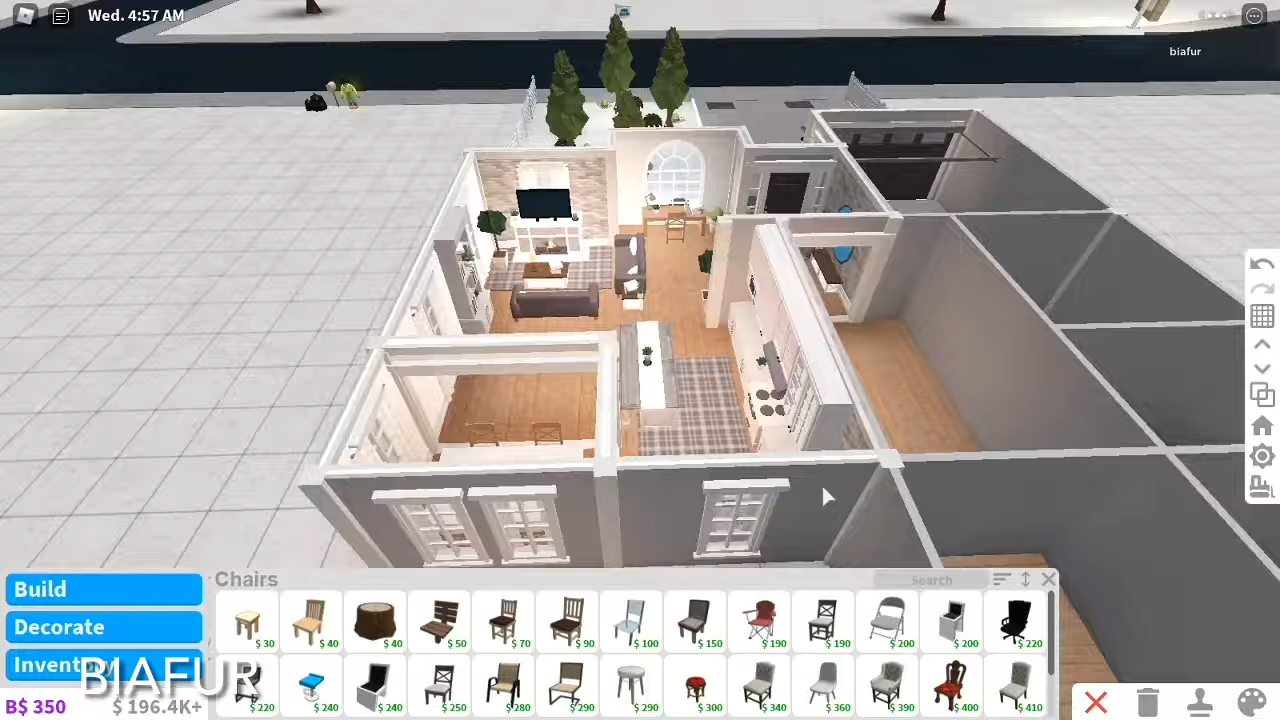 Wed. 4:57 AM
biafur
Build
Decorate
Inventory
BIAFUR
B$ 350
$ 196.4K+
Chairs
Search
$ 30
$ 40
$ 40
$ 50
$ 70
$ 90
$ 100
$ 150
$ 190
$ 190
$ 200
$ 200
$ 220
$ 220
$ 240
$ 240
$ 240
$ 280
$ 290
$ 290
$ 300
$ 340
$ 360
$ 390
$ 400
$ 410